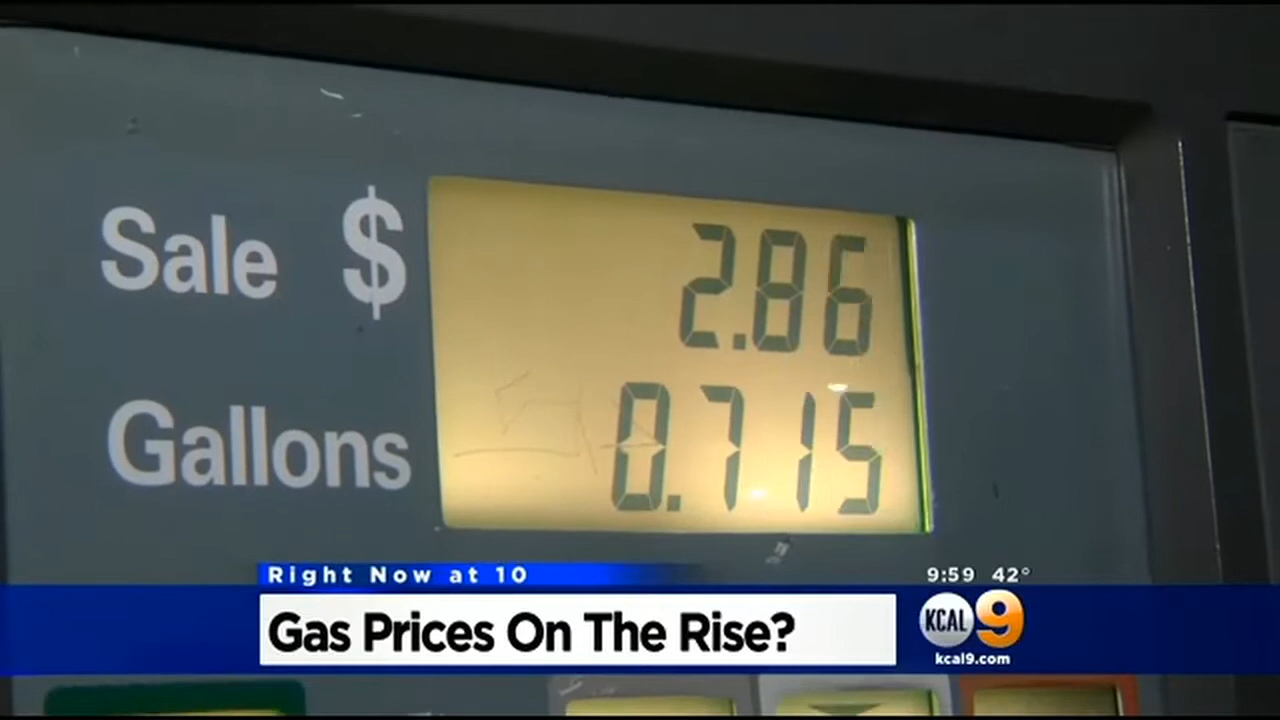 Sale $ 2.86
Gallons 0.715
Right Now at 10
Gas Prices On The Rise?
9:59 42°
KCAL 9
kcal9.com